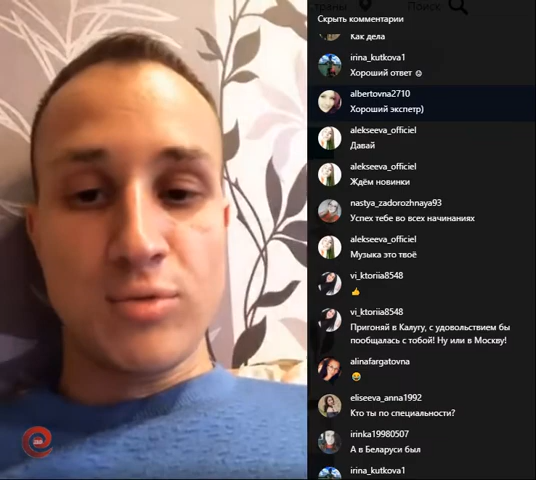 Страны
Поиск
Скрыть комментарии
Как дела
irina_kutkova1
Хороший ответ ☺
albertovna2710
Хороший экспетр)
alekseeva_officiel
Давай
alekseeva_officiel
Ждём новинки
nastya_zadorozhnaya93
Успех тебе во всех начинаниях
alekseeva_officiel
Музыка это твоё
vi_ktoriia8548
👍
vi_ktoriia8548
Пригоняй в Калугу, с удовольствием бы
пообщалась с тобой! Ну или в Москву!
alinafargatovna
😂
eliseeva_anna1992
Кто ты по специальности?
irinka19980507
А в Беларуси был
irina_kutkova1